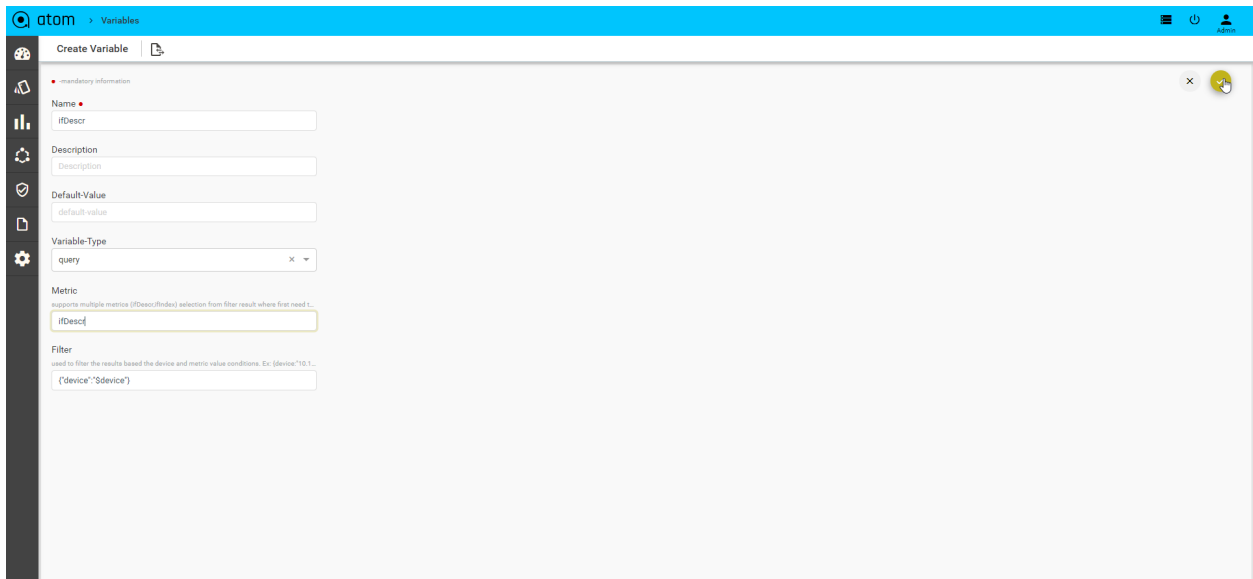 atom > Variables
Admin
Create Variable
-mandatory information
Name
ifDescr
Description
Description
Default-Value
default-value
Variable-Type
query
Metric
supports multiple metrics (ifDescr,ifIndex) selection from filter result where first need t...
ifDescr
Filter
used to filter the results based the device and metric value conditions. Ex: {device:"10.1...
{"device":"$device"}